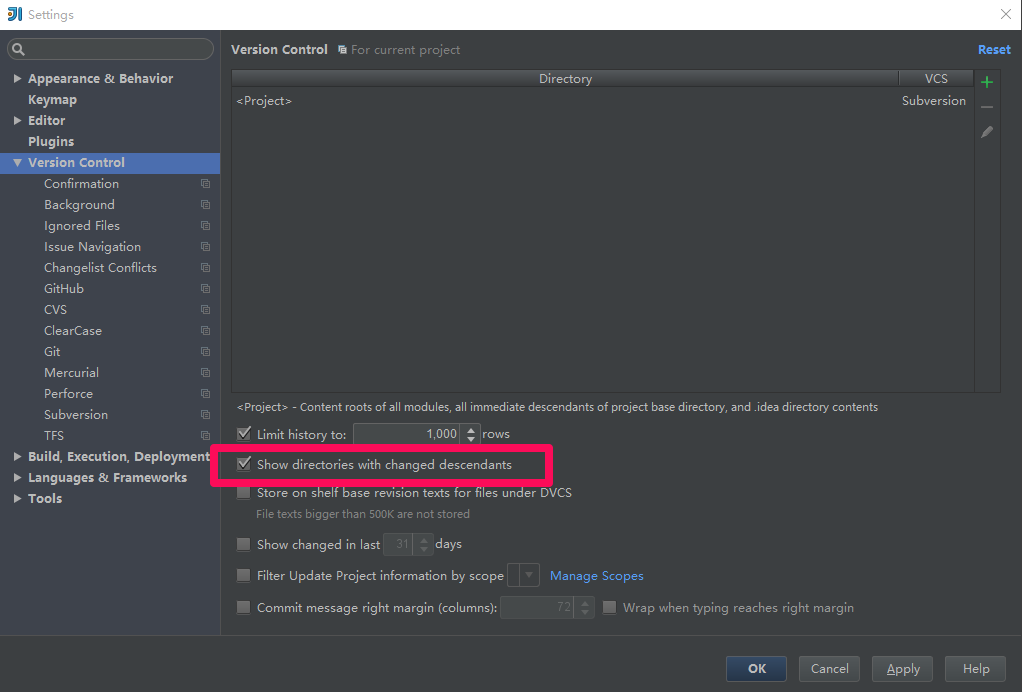 Settings
Appearance & Behavior
Keymap
Editor
Plugins
Version Control
Confirmation
Background
Ignored Files
Issue Navigation
Changelist Conflicts
GitHub
CVS
ClearCase
Git
Mercurial
Perforce
Subversion
TFS
Build, Execution, Deployment
Languages & Frameworks
Tools
Version Control For current project Reset
Directory VCS
<Project> Subversion
<Project> - Content roots of all modules, all immediate descendants of project base directory, and .idea directory contents
Limit history to: 1,000 rows
Show directories with changed descendants
Store on shelf base revision texts for files under DVCS
File texts bigger than 500K are not stored
Show changed in last 31 days
Filter Update Project information by scope Manage Scopes
Commit message right margin (columns): 72 Wrap when typing reaches right margin
OK Cancel Apply Help